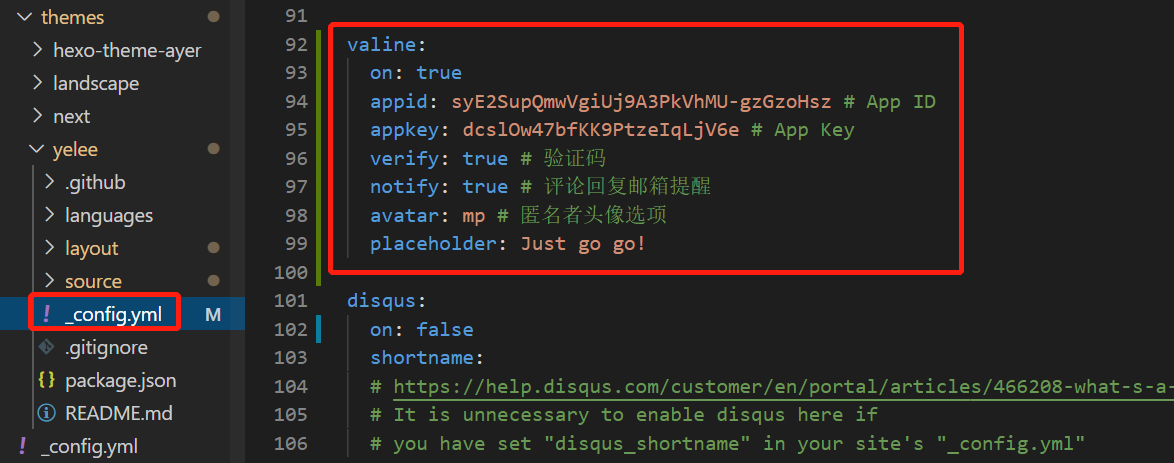 themes
hexo-theme-ayer
landscape
next
yelee
.github
languages
layout
source
! _config.yml M
.gitignore
{} package.json
README.md
! _config.yml
91
92 valine:
93 on: true
94 appid: syE2SupQmwVgiUj9A3PkVhMU-gzGzoHsz # App ID
95 appkey: dcslOw47bfKK9PtzeIqLjV6e # App Key
96 verify: true # 验证码
97 notify: true # 评论回复邮箱提醒
98 avatar: mp # 匿名者头像选项
99 placeholder: Just go go!
100
101 disqus:
102 on: false
103 shortname:
104 # https://help.disqus.com/customer/en/portal/articles/466208-what-s-a-
105 # It is unnecessary to enable disqus here if
106 # you have set "disqus_shortname" in your site's "_config.yml"